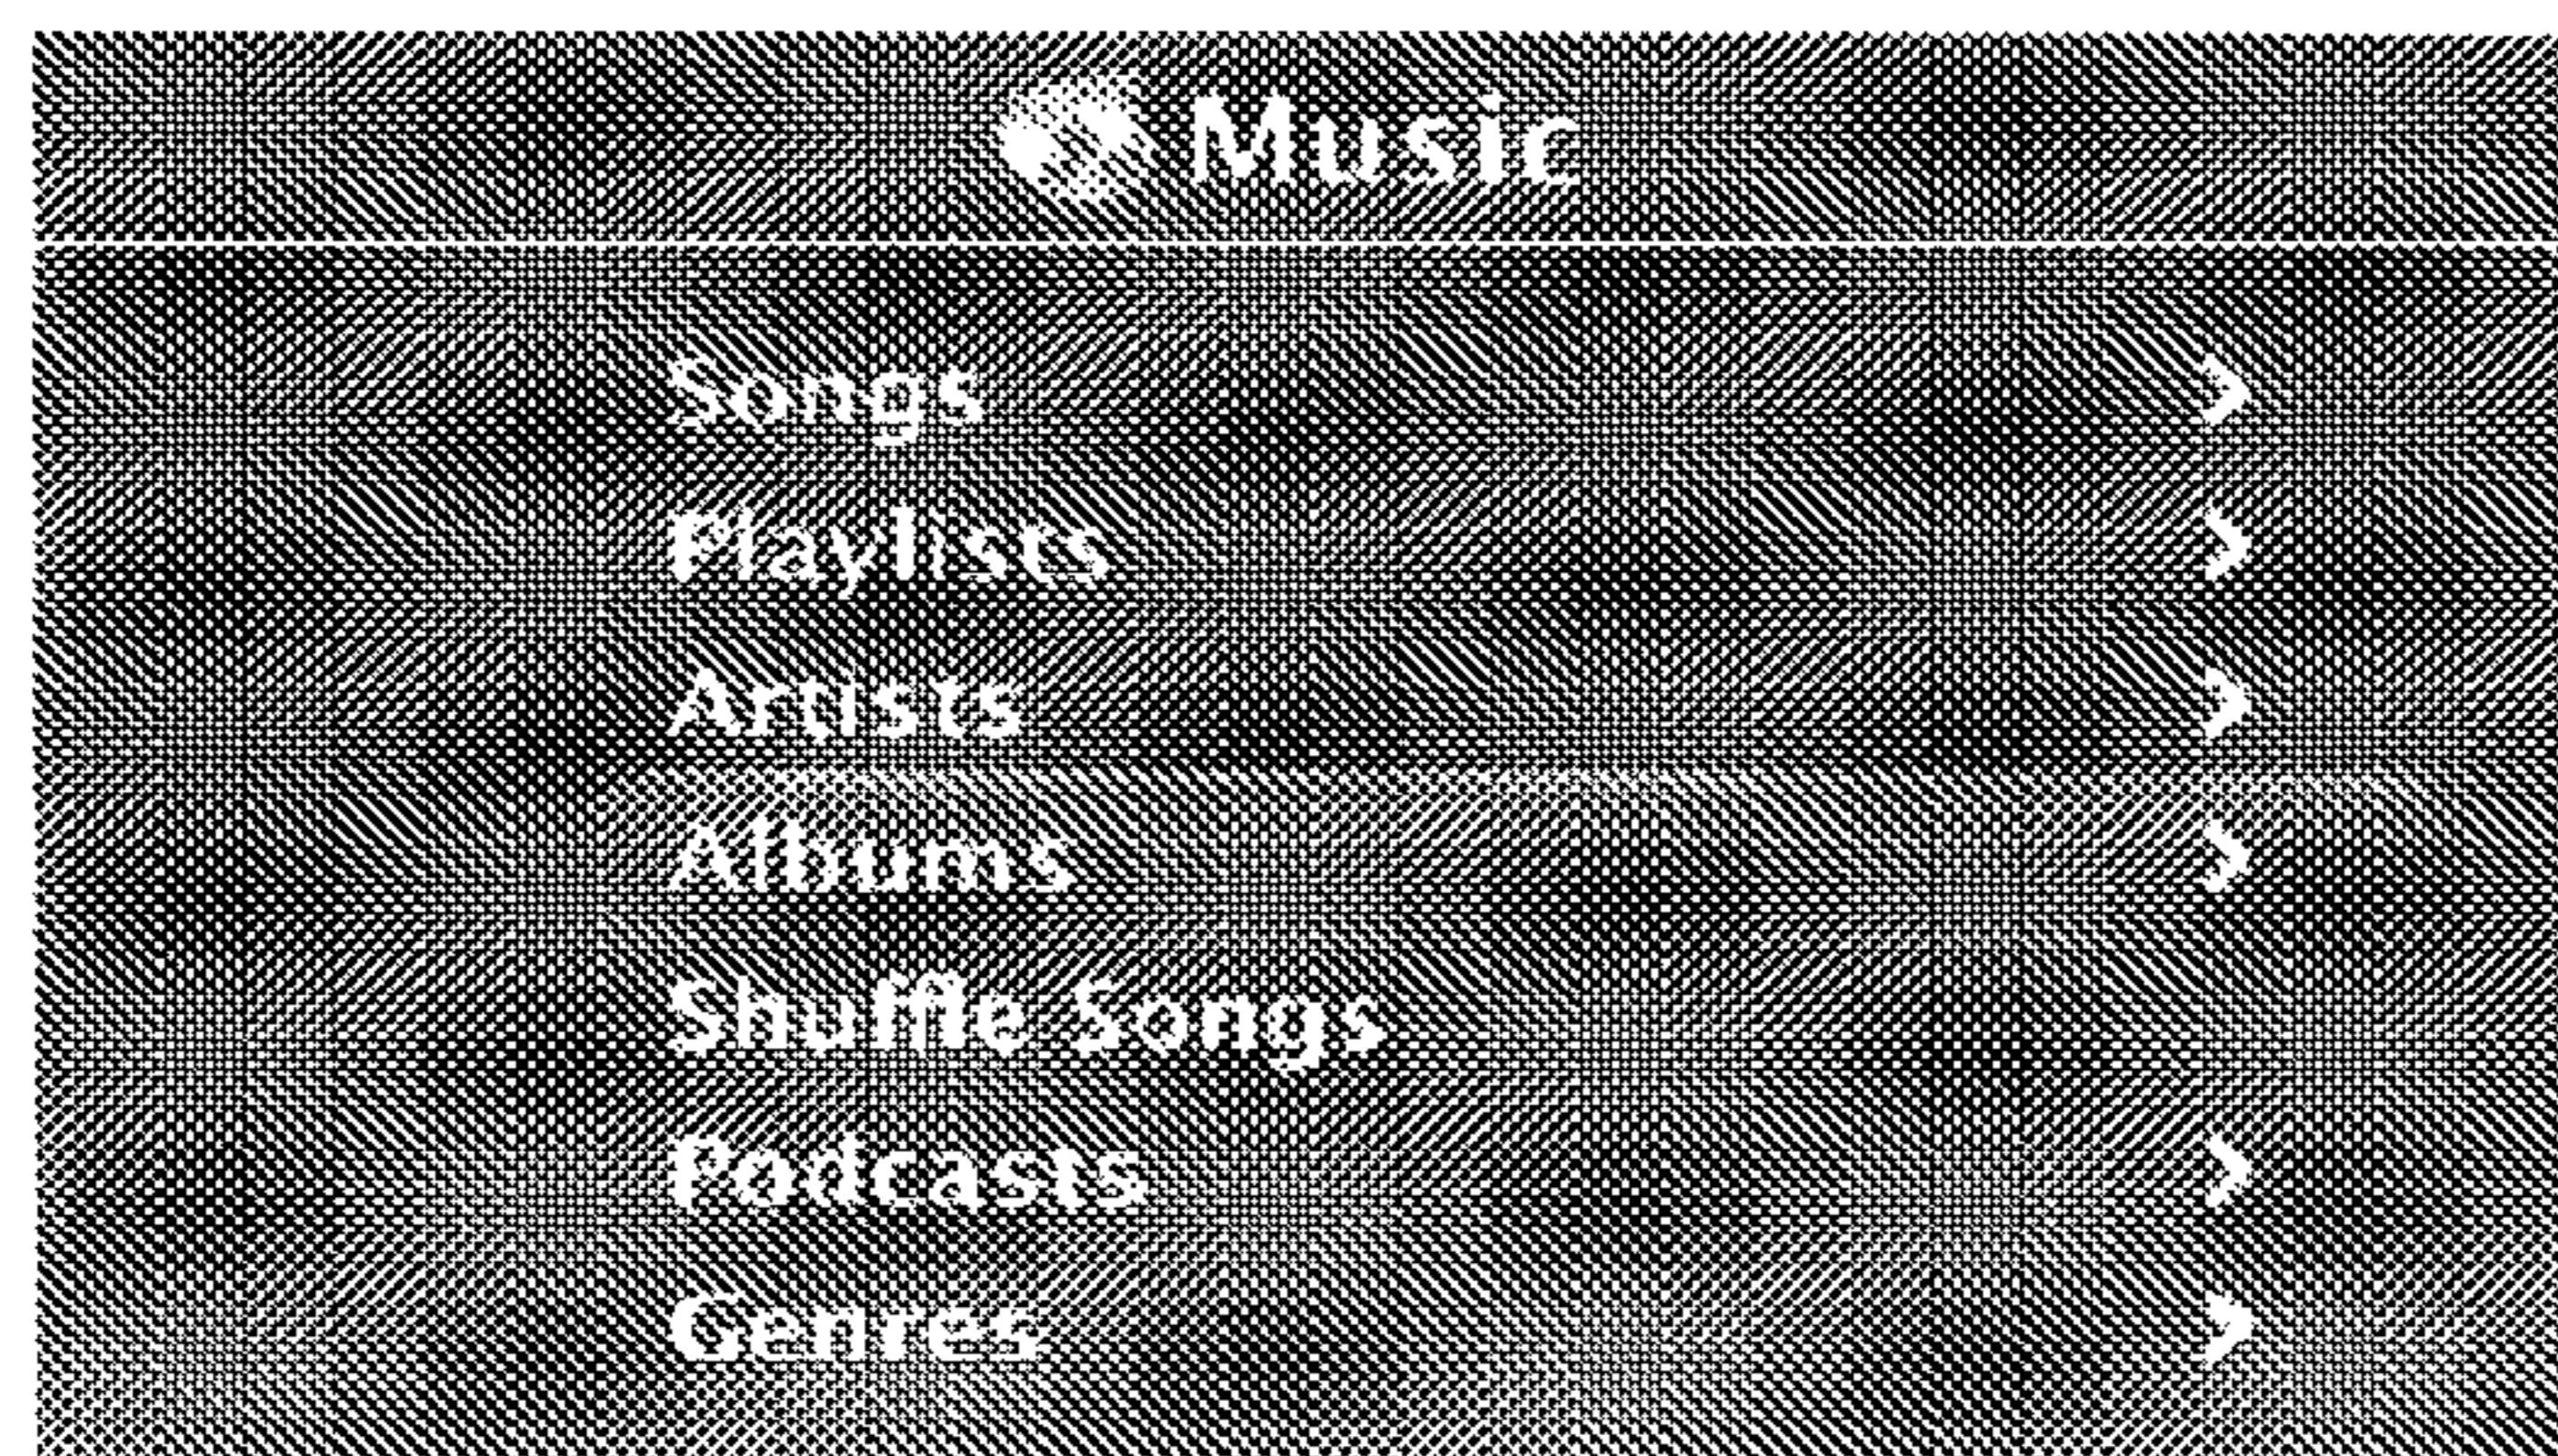 Music
Songs
Playlists
Artists
Albums
Shuffle Songs
Podcasts
Genres